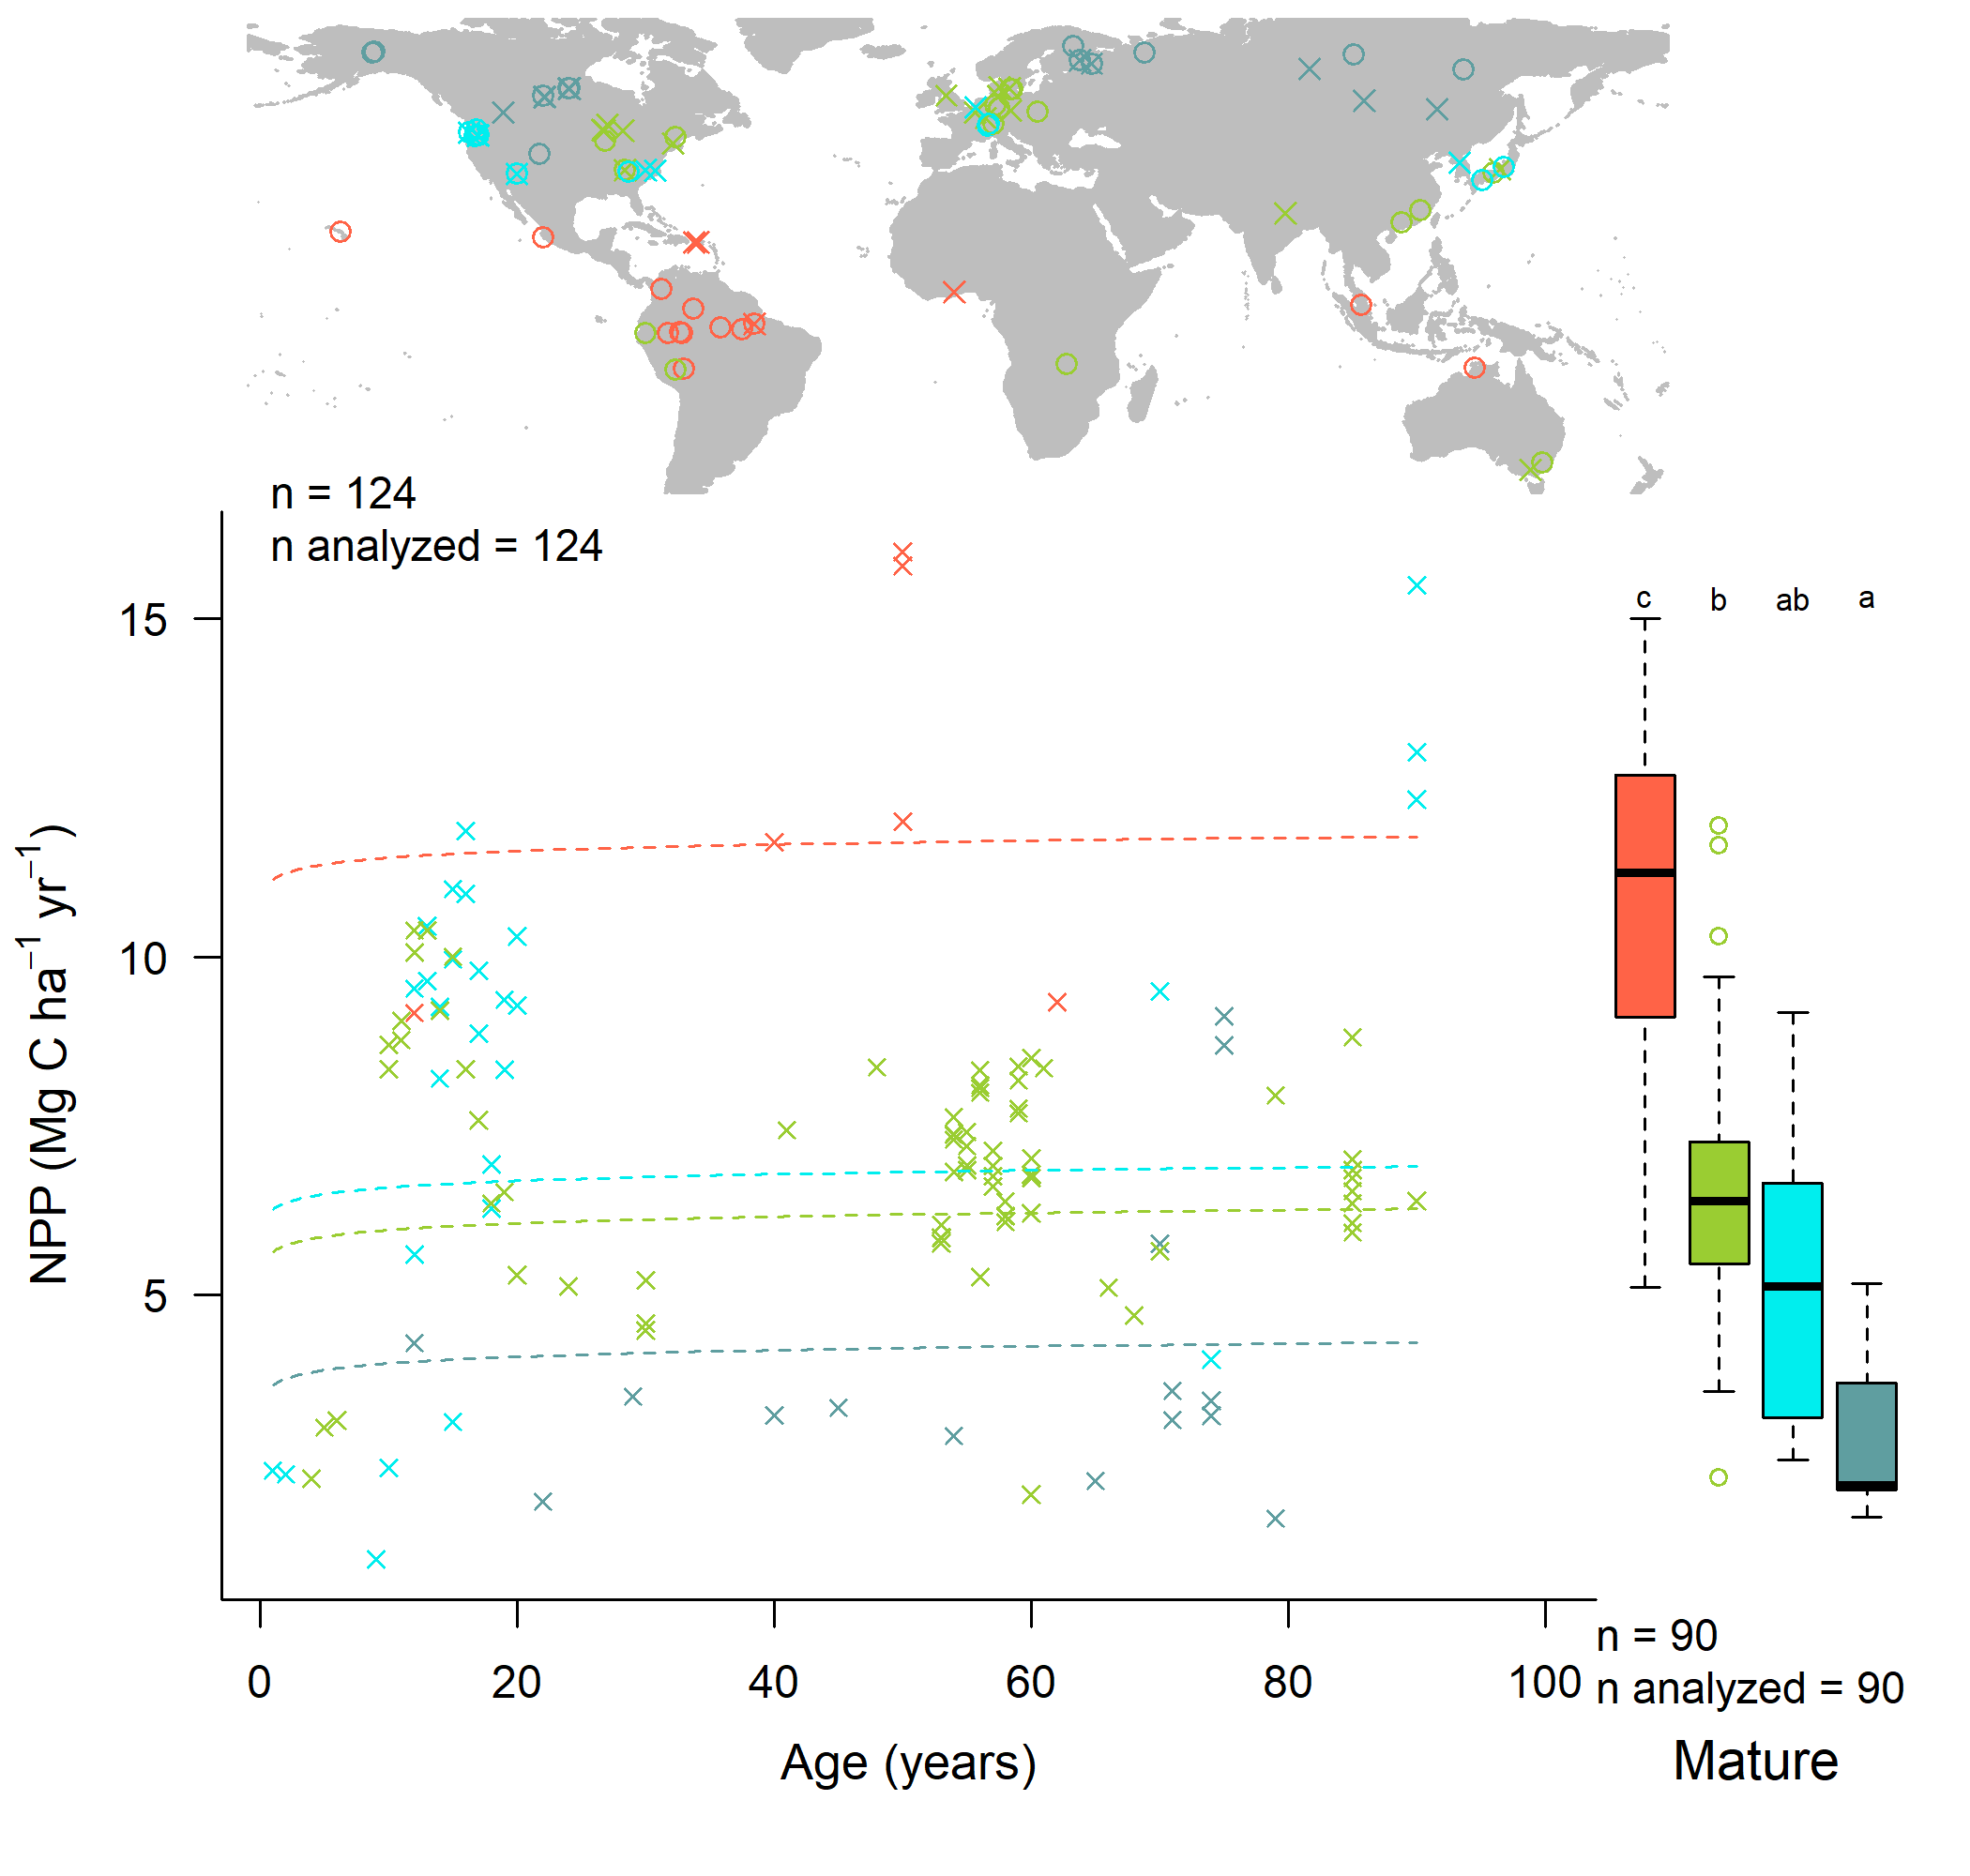 n = 124
n analyzed = 124
c b ab a
15
10
5
NPP (Mg C ha⁻¹ yr⁻¹)
0 20 40 60 80 100
n = 90
n analyzed = 90
Age (years)
Mature